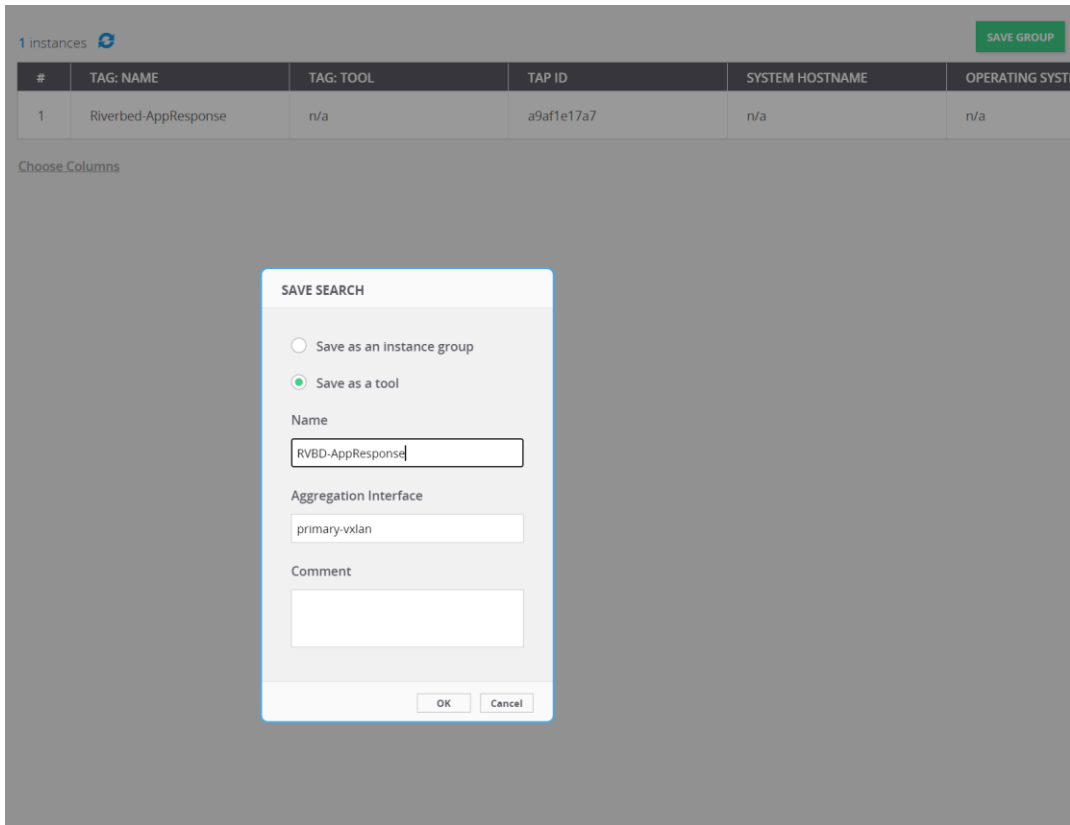 1 instances
SAVE GROUP
# TAG: NAME TAG: TOOL TAP ID SYSTEM HOSTNAME OPERATING SYST
1 Riverbed-AppResponse n/a a9af1e17a7 n/a n/a
Choose Columns
SAVE SEARCH
Save as an instance group
Save as a tool
Name
RVBD-AppResponse
Aggregation Interface
primary-vxlan
Comment
OK Cancel